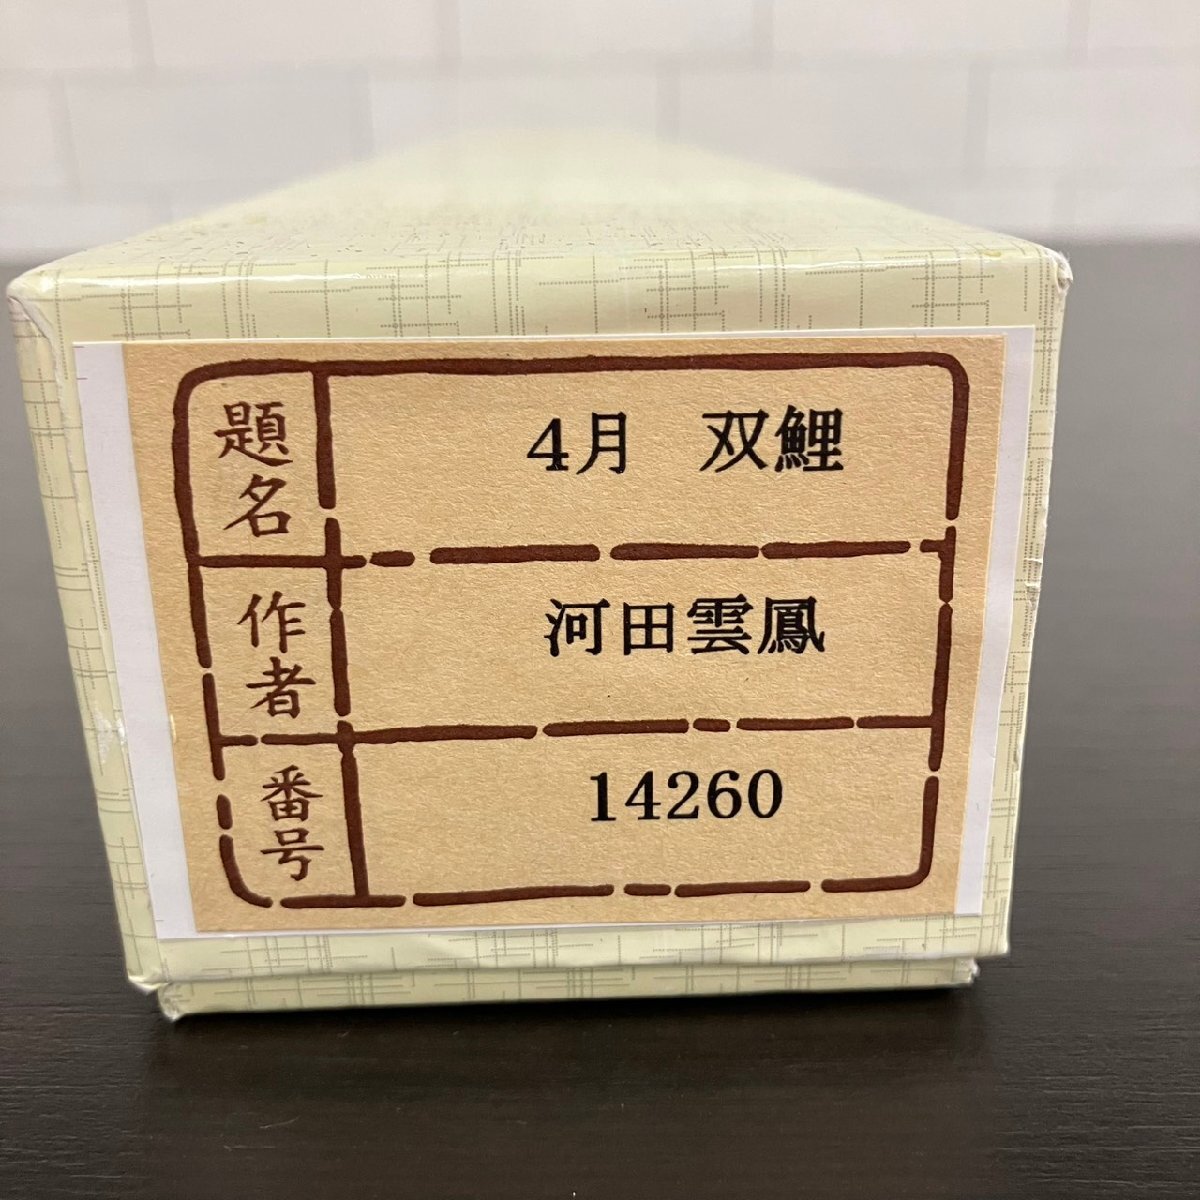 題名 4月 双鯉
作者 河田雲鳳
番号 14260